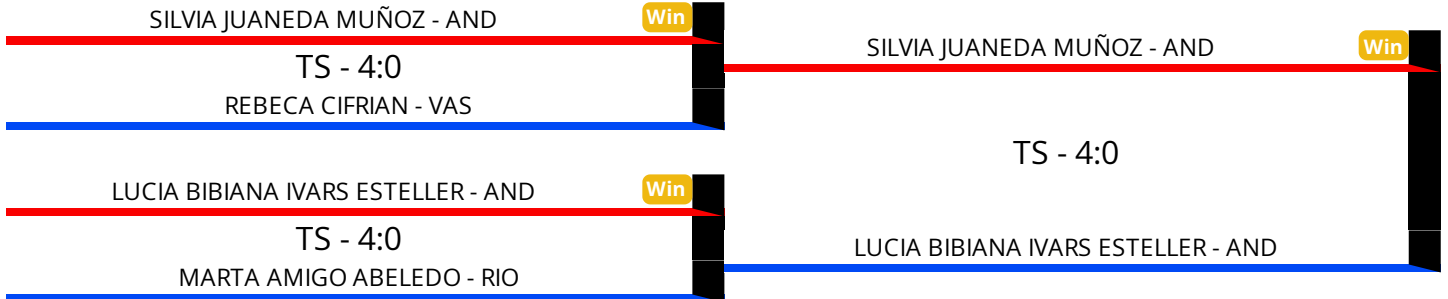 SILVIA JUANEDA MUÑOZ - AND
Win
TS - 4:0
REBECA CIFRIAN - VAS
LUCIA BIBIANA IVARS ESTELLER - AND
Win
TS - 4:0
MARTA AMIGO ABELEDO - RIO
SILVIA JUANEDA MUÑOZ - AND
Win
TS - 4:0
LUCIA BIBIANA IVARS ESTELLER - AND